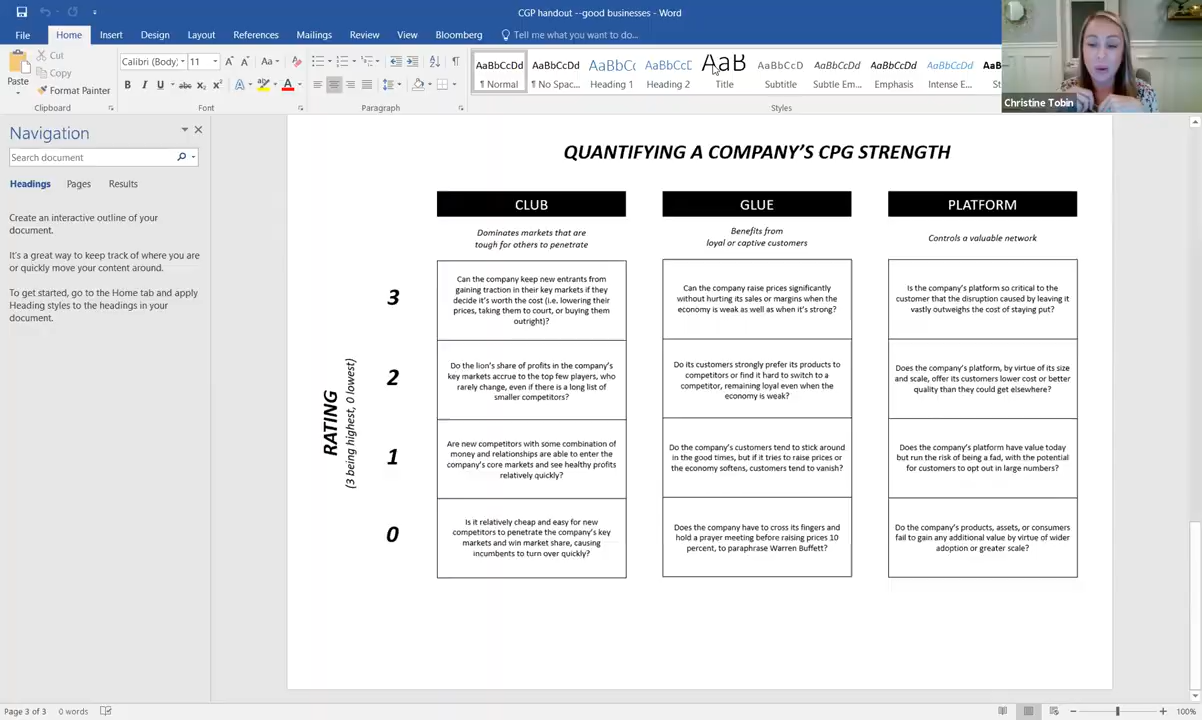 CGP handout --good businesses - Word
File Home Insert Design Layout References Mailings Review View Bloomberg Tell me what you want to do...
Paste
Cut
Copy
Format Painter
Clipboard
Calibri (Body) 11
Font
Paragraph
AaBbCcDd AaBbCcDd AaBbCc AaBbCcD AaB AaBbCcD AaBbCcDd AaBbCcDd AaBbCcDd
¶ Normal ¶ No Spac... Heading 1 Heading 2 Title Subtitle Subtle Em... Emphasis Intense E...
Styles
Christine Tobin
Navigation
Search document
Headings Pages Results
Create an interactive outline of your
document.
It's a great way to keep track of where you are
or quickly move your content around.
To get started, go to the Home tab and apply
Heading styles to the headings in your
document.
QUANTIFYING A COMPANY'S CPG STRENGTH
RATING
(3 being highest, 0 lowest)
3
2
1
0
CLUB
Dominates markets that are
tough for others to penetrate
Can the company keep new entrants from
gaining traction in their key markets if they
decide it's worth the cost (i.e. lowering their
prices, taking them to court, or buying them
outright)?
Do the lion's share of profits in the company's
key markets accrue to the top few players, who
rarely change, even if there is a long list of
smaller competitors?
Are new competitors with some combination of
money and relationships are able to enter the
company's core markets and see healthy profits
relatively quickly?
Is it relatively cheap and easy for new
competitors to penetrate the company's key
markets and win market share, causing
incumbents to turn over quickly?
GLUE
Benefits from
loyal or captive customers
Can the company raise prices significantly
without hurting its sales or margins when the
economy is weak as well as when it's strong?
Do its customers strongly prefer its products to
competitors or find it hard to switch to a
competitor, remaining loyal even when the
economy is weak?
Do the company's customers tend to stick around
in the good times, but if it tries to raise prices or
the economy softens, customers tend to vanish?
Does the company have to cross its fingers and
hold a prayer meeting before raising prices 10
percent, to paraphrase Warren Buffett?
PLATFORM
Controls a valuable network
Is the company's platform so critical to the
customer that the disruption caused by leaving it
vastly outweighs the cost of staying put?
Does the company's platform, by virtue of its size
and scale, offer its customers lower cost or better
quality than they could get elsewhere?
Does the company's platform have value today
but run the risk of being a fad, with the potential
for customers to opt out in large numbers?
Do the company's products, assets, or consumers
fail to gain any additional value by virtue of wider
adoption or greater scale?
Page 3 of 3 0 words
100%